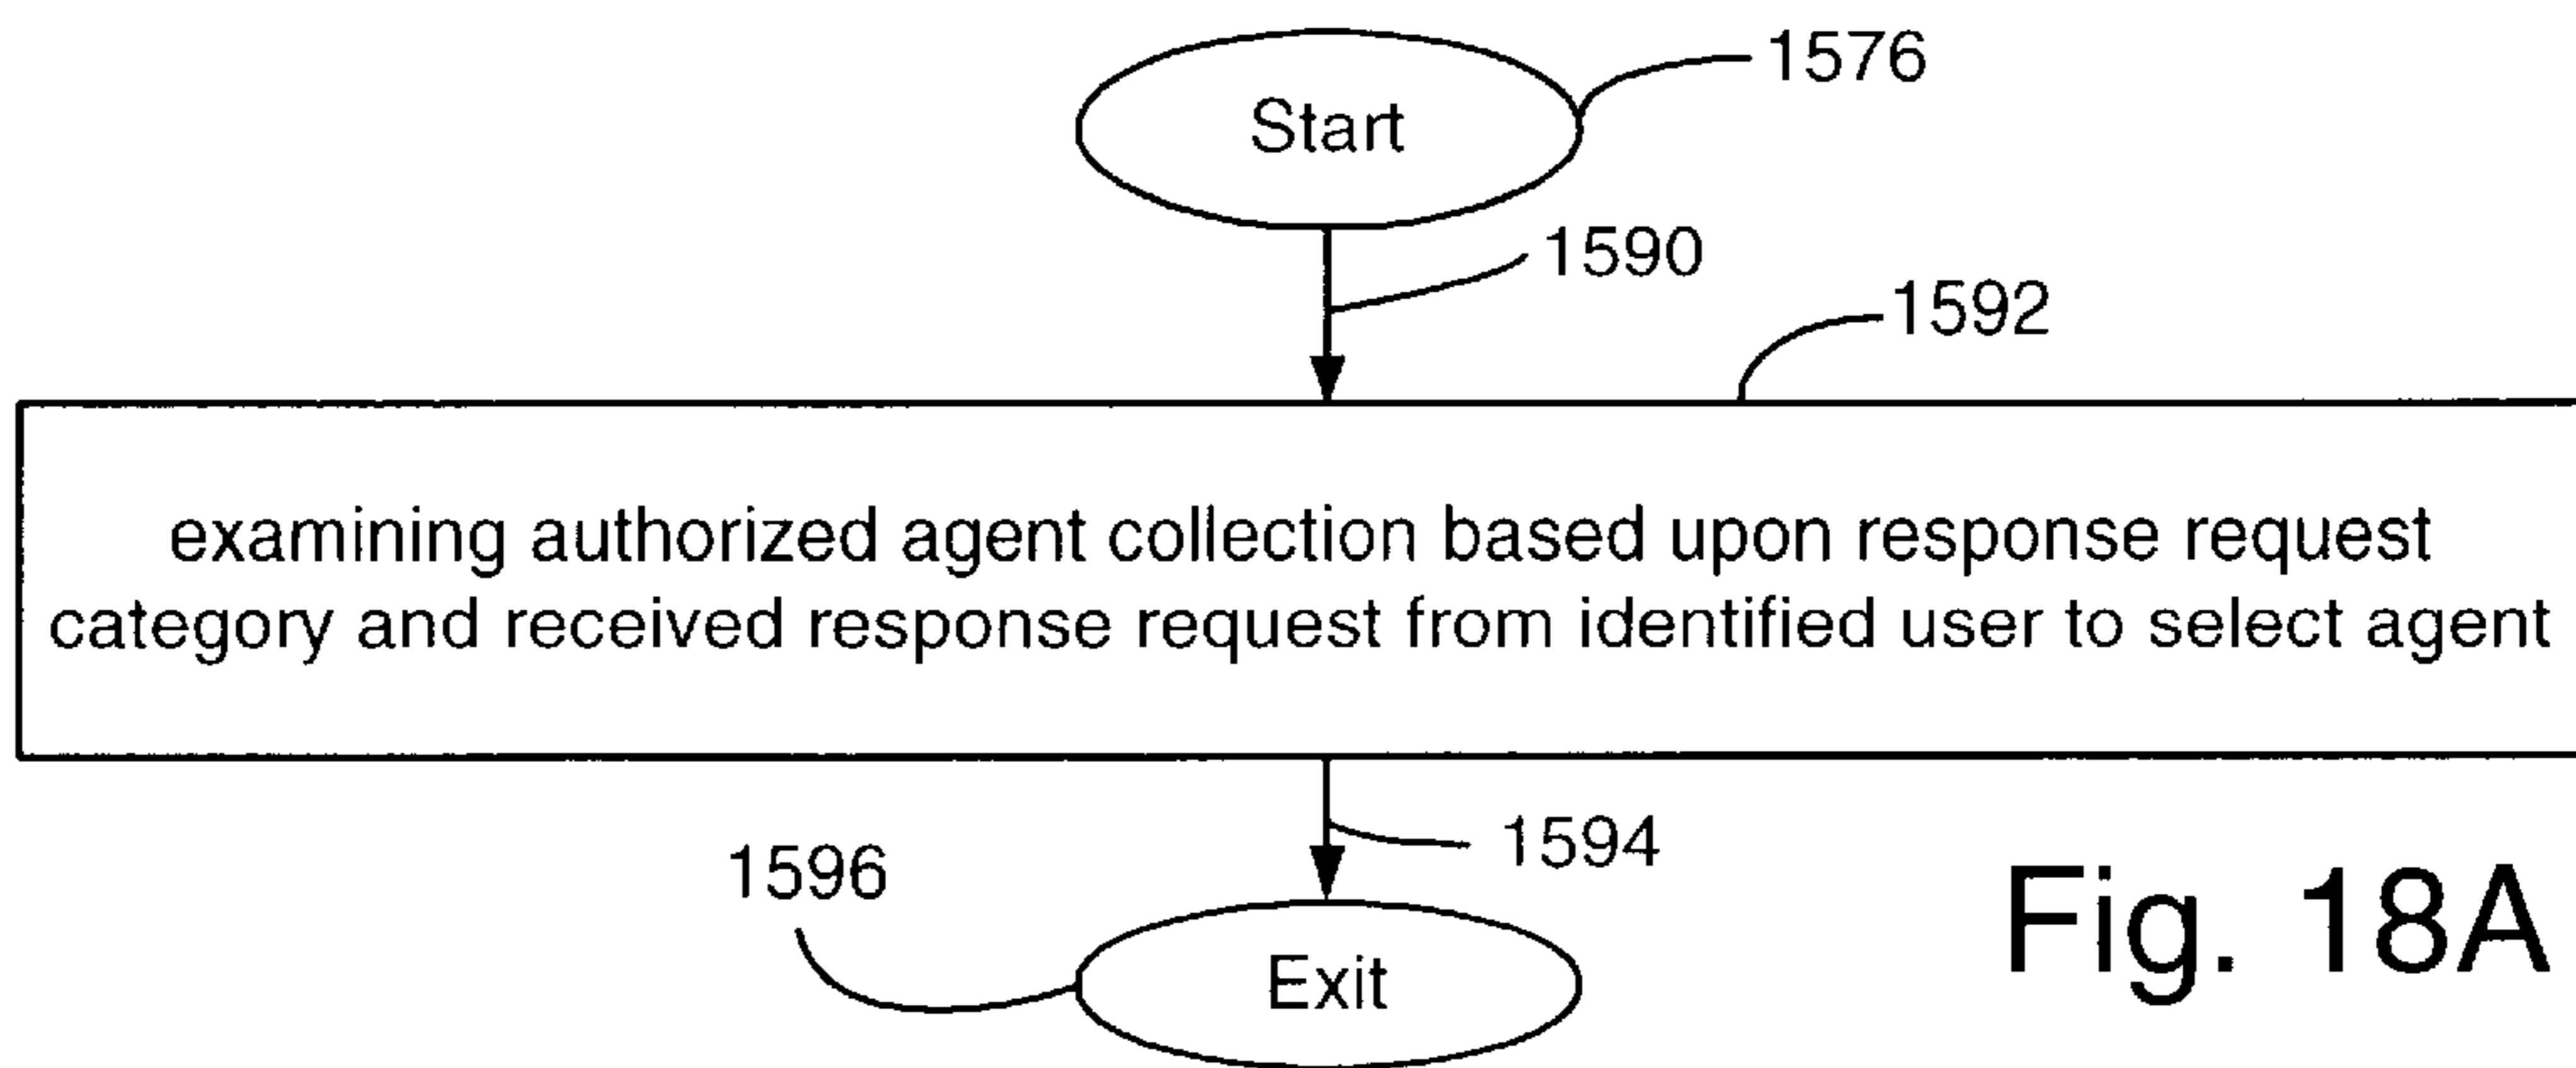 1576
Start
1590
1592
examining authorized agent collection based upon response request
category and received response request from identified user to select agent
1594
1596
Exit
Fig. 18A